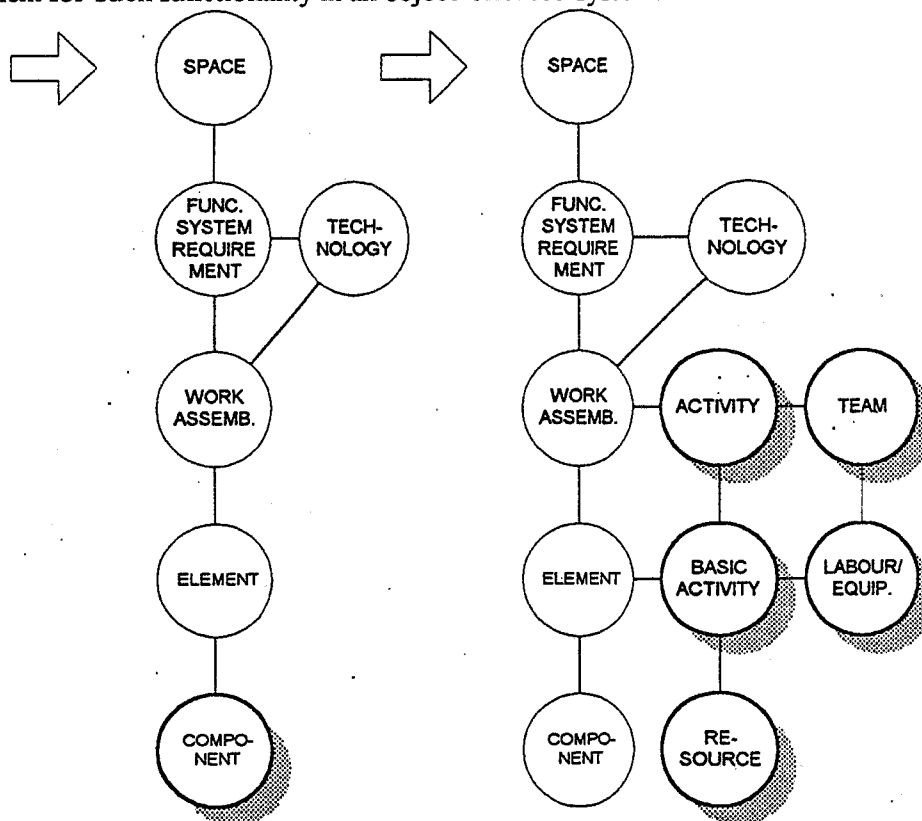 SPACE
FUNC.
SYSTEM
REQUIRE
MENT
TECH-
NOLOGY
WORK
ASSEMB.
ELEMENT
COMPO-
NENT
SPACE
FUNC.
SYSTEM
REQUIRE
MENT
TECH-
NOLOGY
WORK
ASSEMB.
ACTIVITY
TEAM
ELEMENT
BASIC
ACTIVITY
LABOUR/
EQUIP.
COMPO-
NENT
RE-
SOURCE